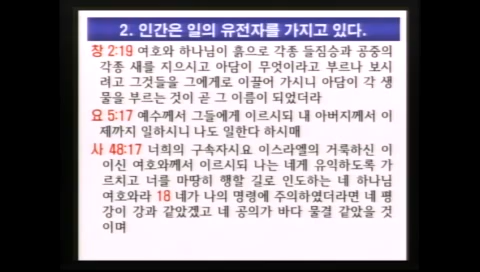 2. 인간은 일의 유전자를 가지고 있다.
창 2:19 여호와 하나님이 흙으로 각종 들짐승과 공중의
각종 새를 지으시고 아담이 무엇이라고 부르나 보시
려고 그것들을 그에게로 이끌어 가시니 아담이 각 생
물을 부르는 것이 곧 그 이름이 되었더라
요 5:17 예수께서 그들에게 이르시되 내 아버지께서 이
제까지 일하시니 나도 일한다 하시매
사 48:17 너희의 구속자시요 이스라엘의 거룩하신 이
이신 여호와께서 이르시되 나는 네게 유익하도록 가
르치고 너를 마땅히 행할 길로 인도하는 네 하나님
여호와라 18 네가 나의 명령에 주의하였더라면 네 평
강이 강과 같았겠고 네 공의가 바다 물결 같았을 것
이며